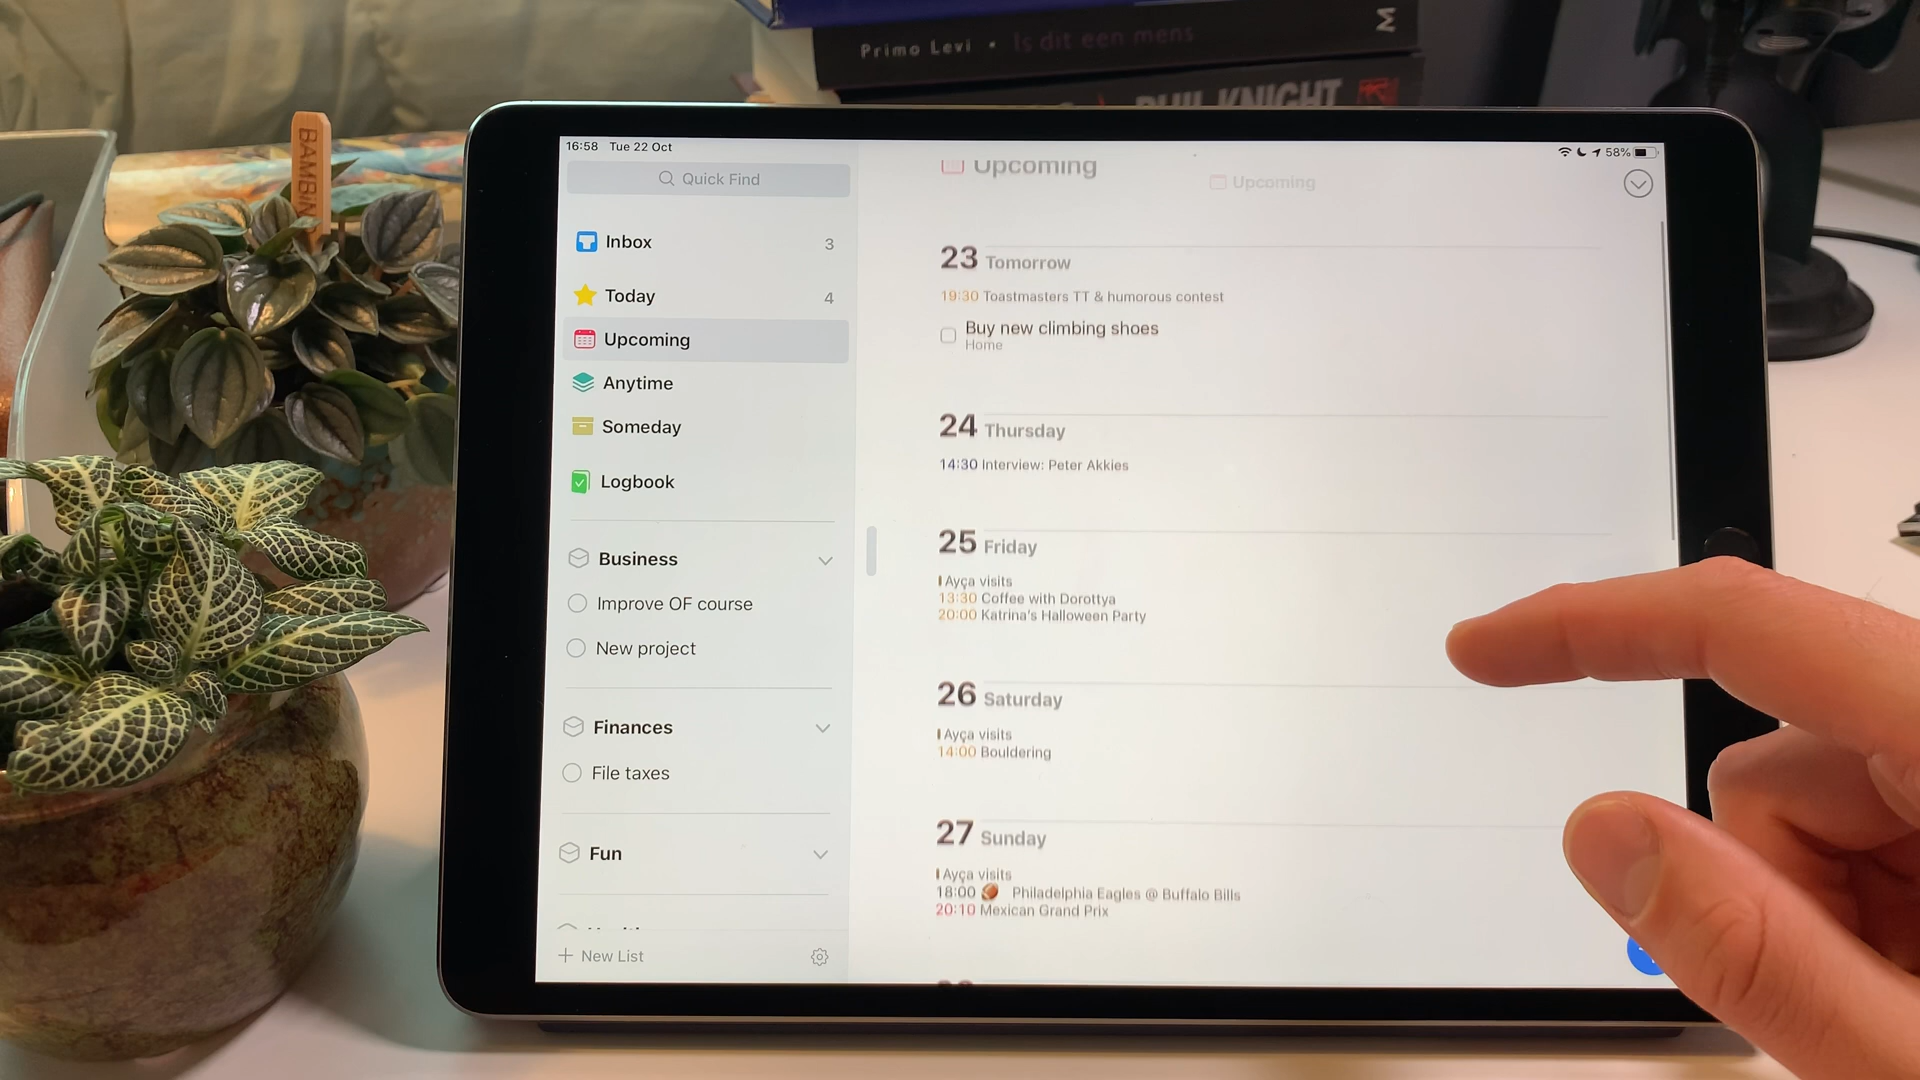 Primo Levi • Is dit een mens
M
PHIL KNIGHT
BAMBiN
16:58 Tue 22 Oct
58%
Quick Find
Inbox 3
Today 4
Upcoming
Anytime
Someday
Logbook
Business
Improve OF course
New project
Finances
File taxes
Fun
+ New List
Upcoming
Upcoming
23 Tomorrow
19:30 Toastmasters TT & humorous contest
Buy new climbing shoes
Home
24 Thursday
14:30 Interview: Peter Akkies
25 Friday
Ayça visits
13:30 Coffee with Dorottya
20:00 Katrina's Halloween Party
26 Saturday
Ayça visits
14:00 Bouldering
27 Sunday
Ayça visits
18:00 🏈 Philadelphia Eagles @ Buffalo Bills
20:10 Mexican Grand Prix